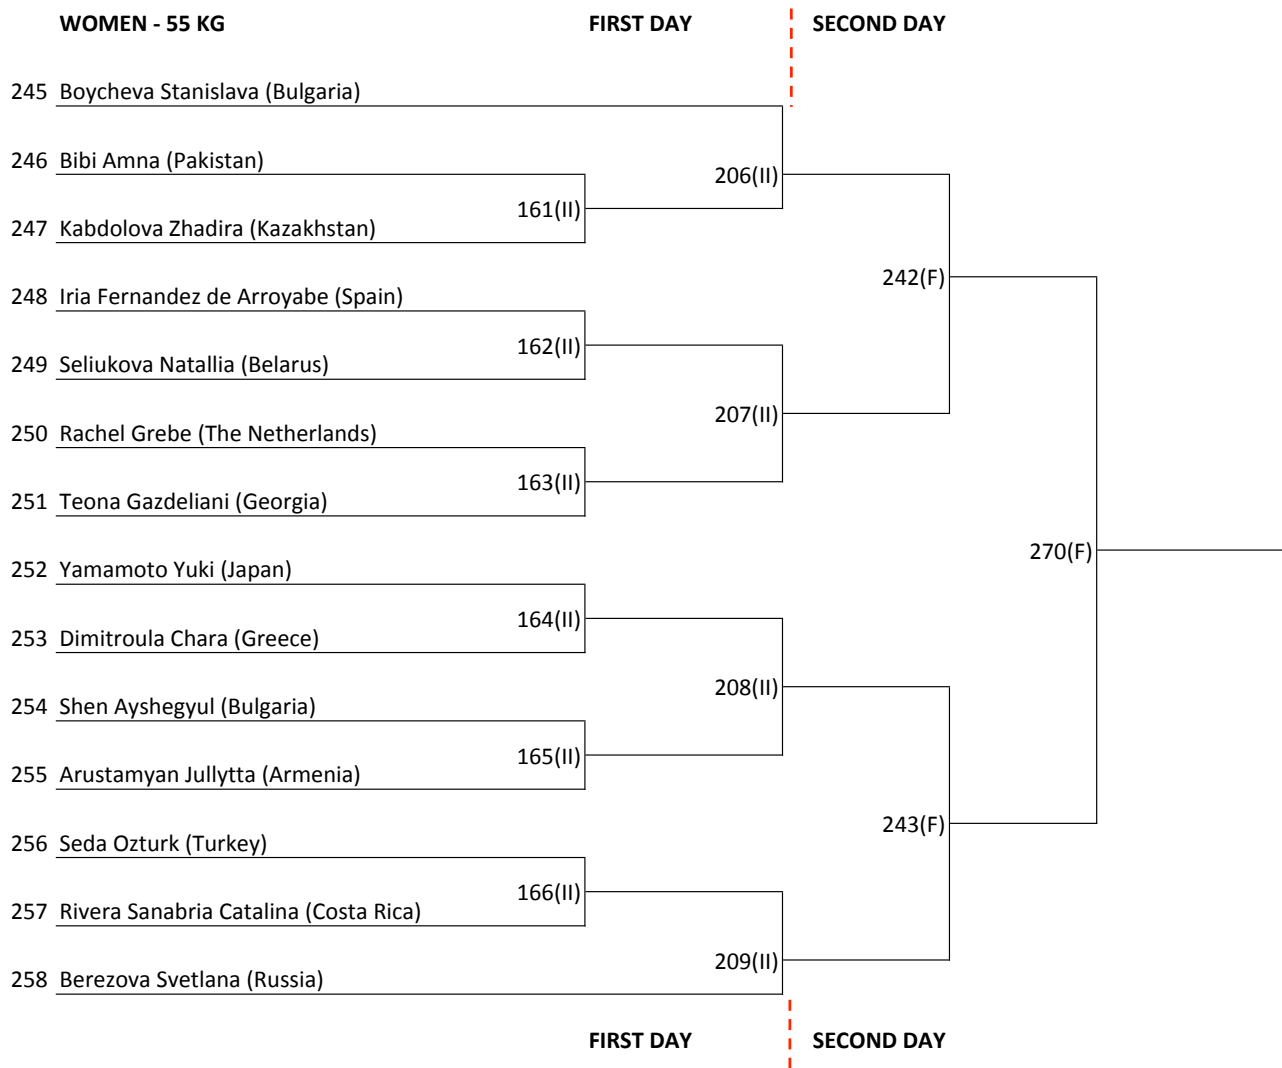 WOMEN - 55 KG FIRST DAY SECOND DAY
245 Boycheva Stanislava (Bulgaria)
246 Bibi Amna (Pakistan)
206(II)
161(II)
247 Kabdolova Zhadira (Kazakhstan)
242(F)
248 Iria Fernandez de Arroyabe (Spain)
162(II)
249 Seliukova Natallia (Belarus)
207(II)
250 Rachel Grebe (The Netherlands)
163(II)
251 Teona Gazdeliani (Georgia)
270(F)
252 Yamamoto Yuki (Japan)
164(II)
253 Dimitroula Chara (Greece)
208(II)
254 Shen Ayshegyul (Bulgaria)
165(II)
255 Arustamyan Jullytta (Armenia)
243(F)
256 Seda Ozturk (Turkey)
166(II)
257 Rivera Sanabria Catalina (Costa Rica)
209(II)
258 Berezova Svetlana (Russia)
FIRST DAY SECOND DAY